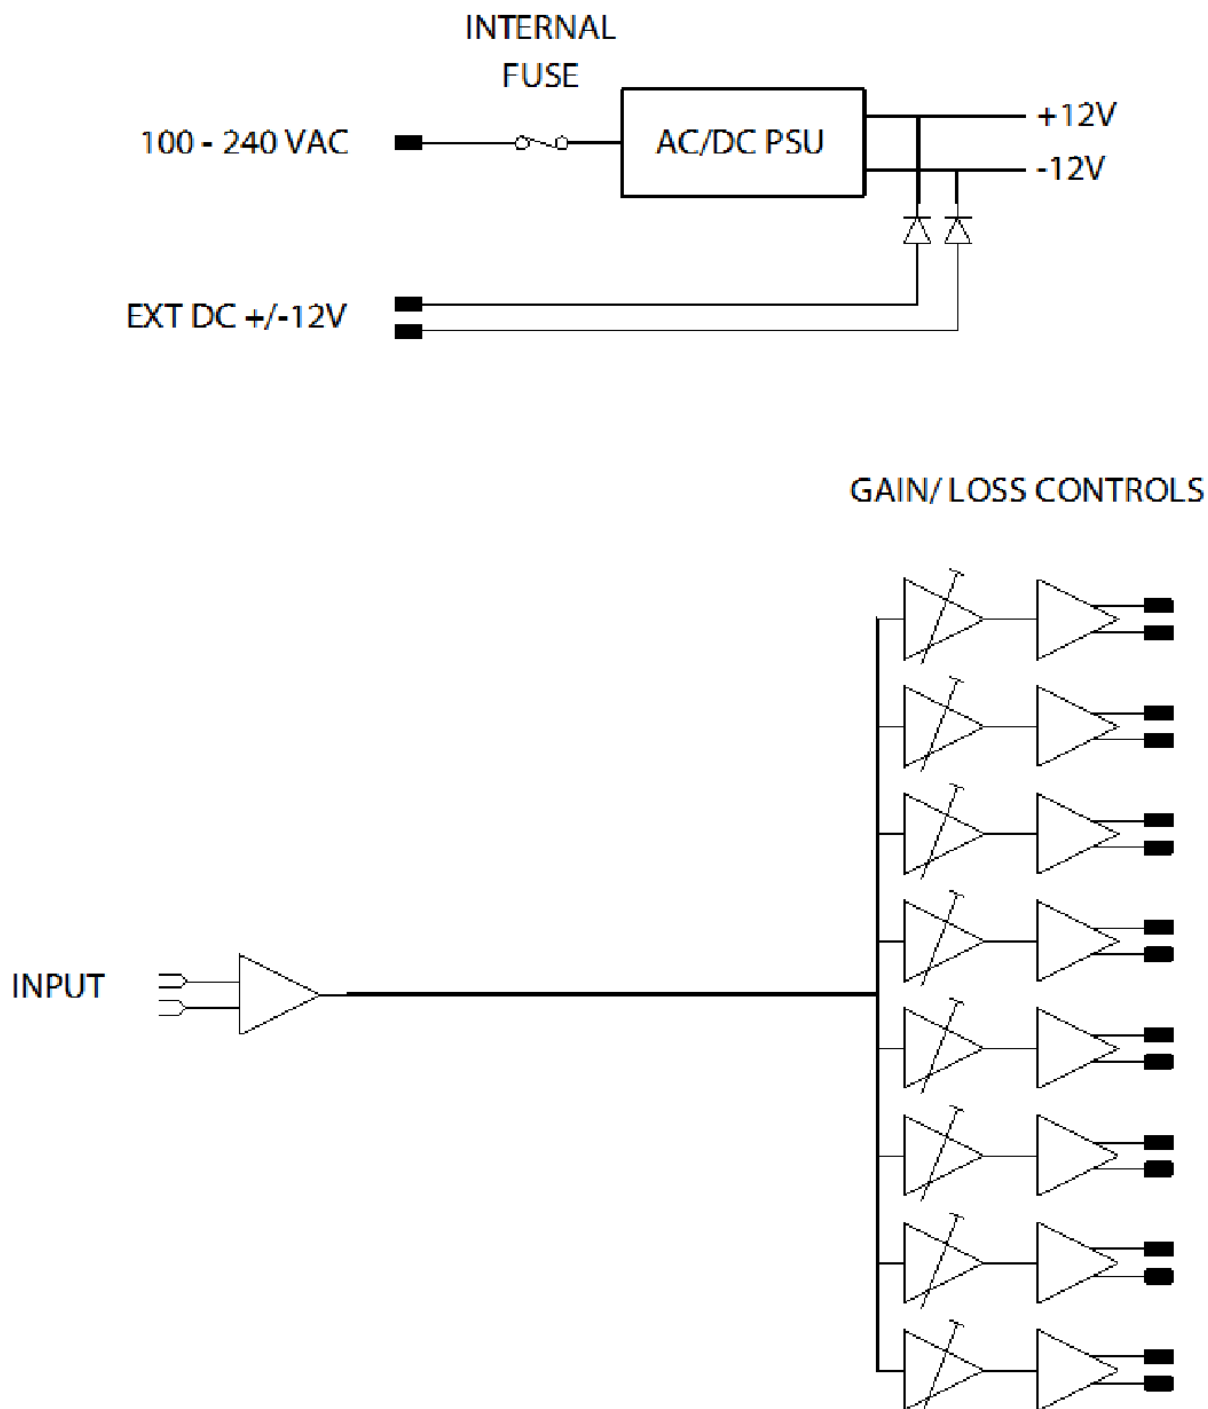 INTERNAL
FUSE
100 - 240 VAC
AC/DC PSU
+12V
-12V
EXT DC +/-12V
GAIN/ LOSS CONTROLS
INPUT